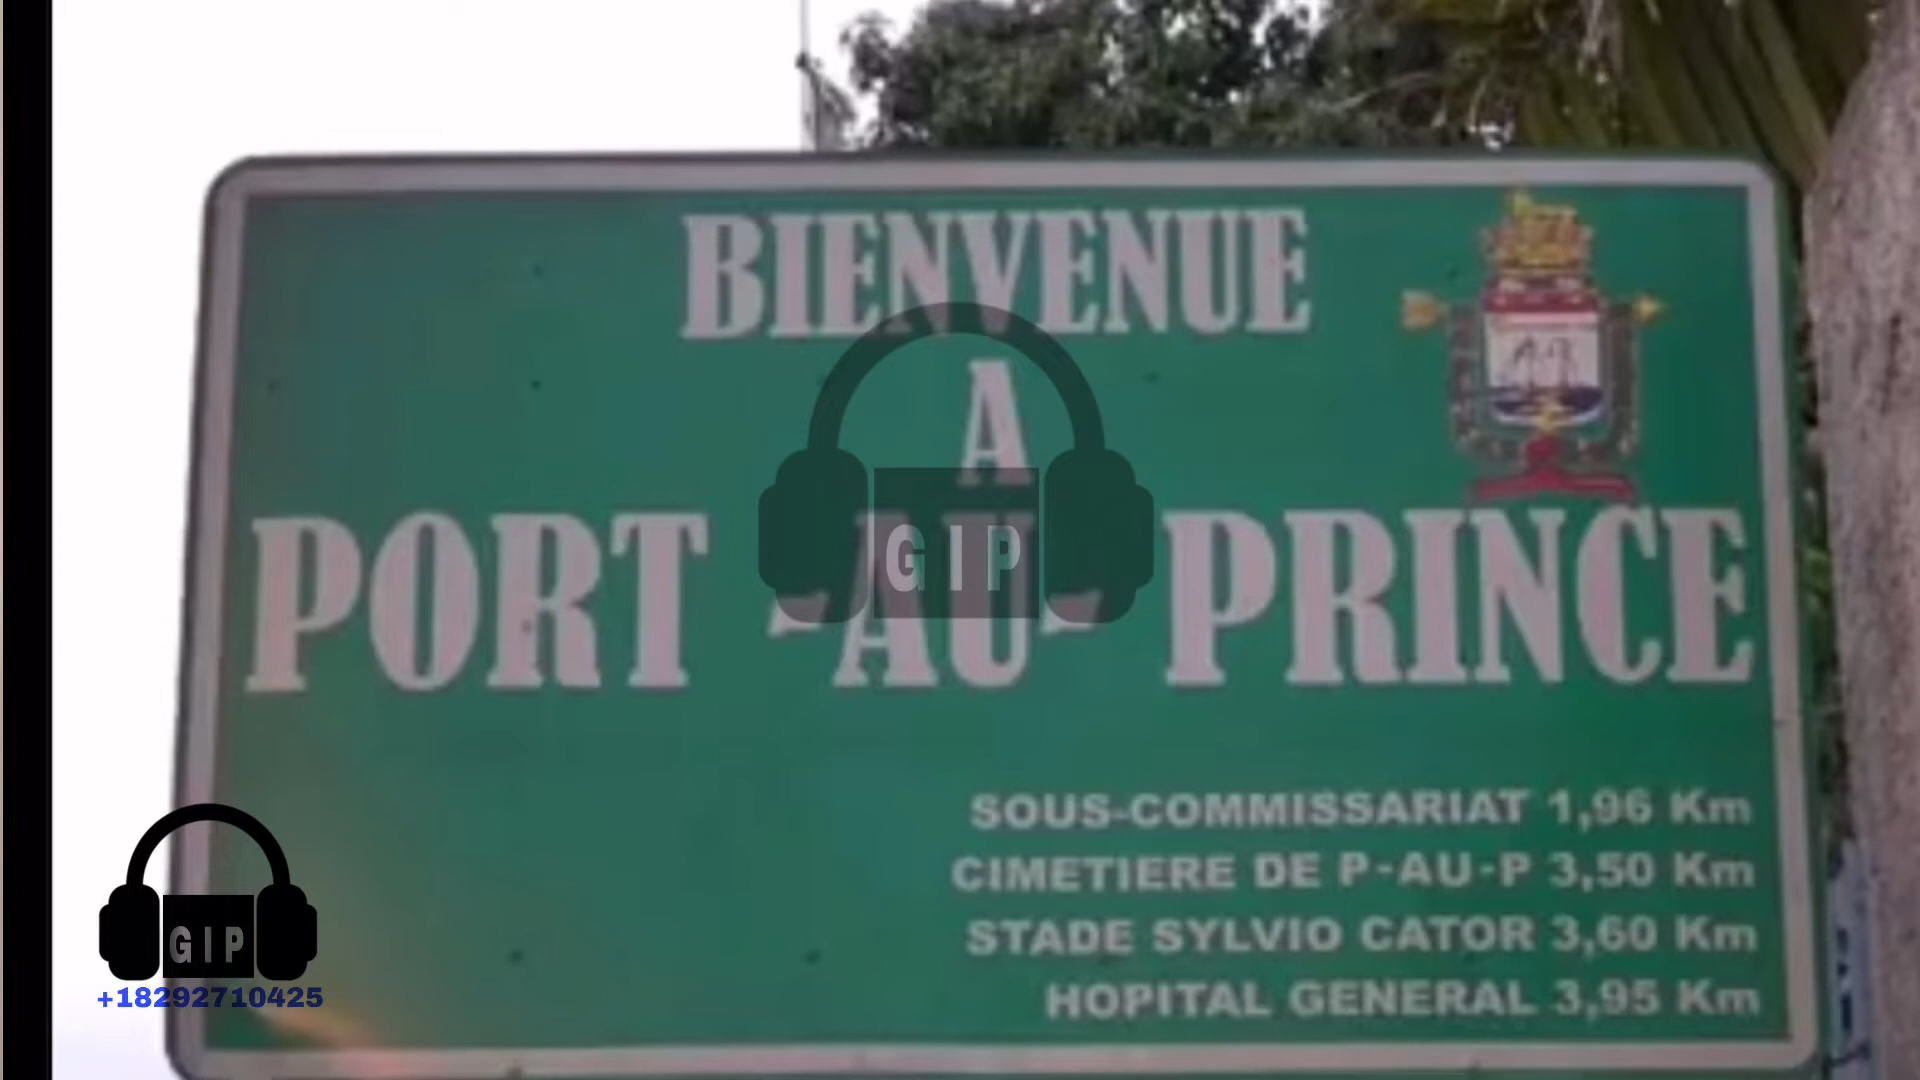 BIENVENUE
A
PORT -AU- PRINCE
GIP
SOUS-COMMISSARIAT 1,96 Km
CIMETIERE DE P-AU-P 3,50 Km
STADE SYLVIO CATOR 3,60 Km
HOPITAL GENERAL 3,95 Km
GIP
+18292710425